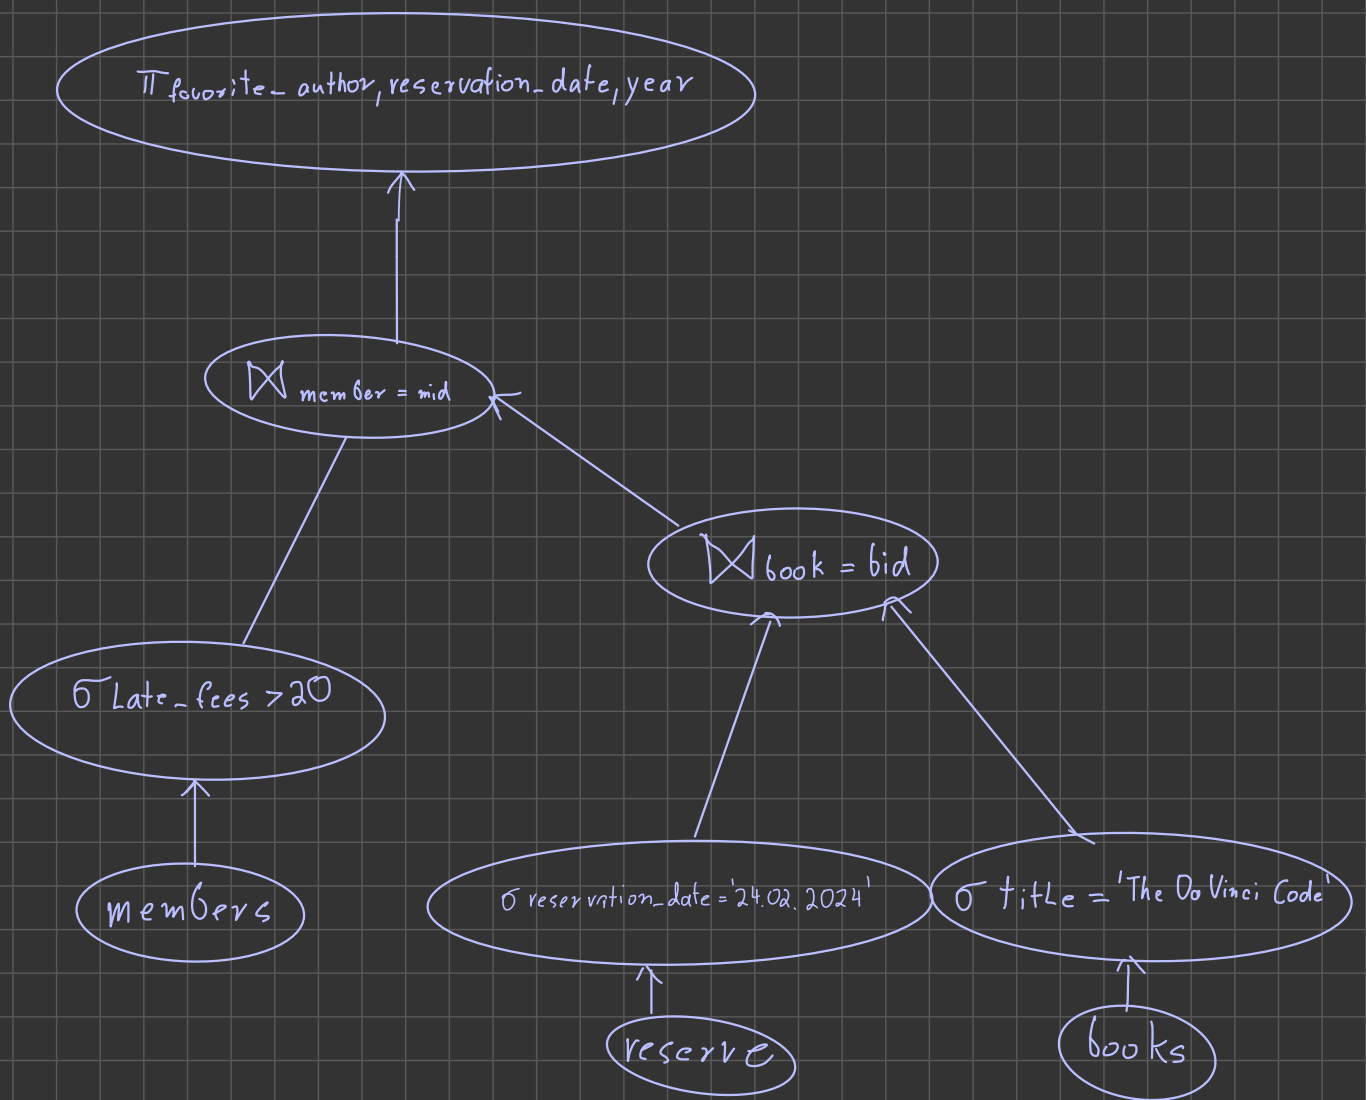 π favorite_author, reservation_date, year
⋈ member = mid
⋈ book = bid
σ Late_fees > 20
σ reservation_date = '24.02.2024'
σ title = 'The Da Vinci Code'
members
reserve
books